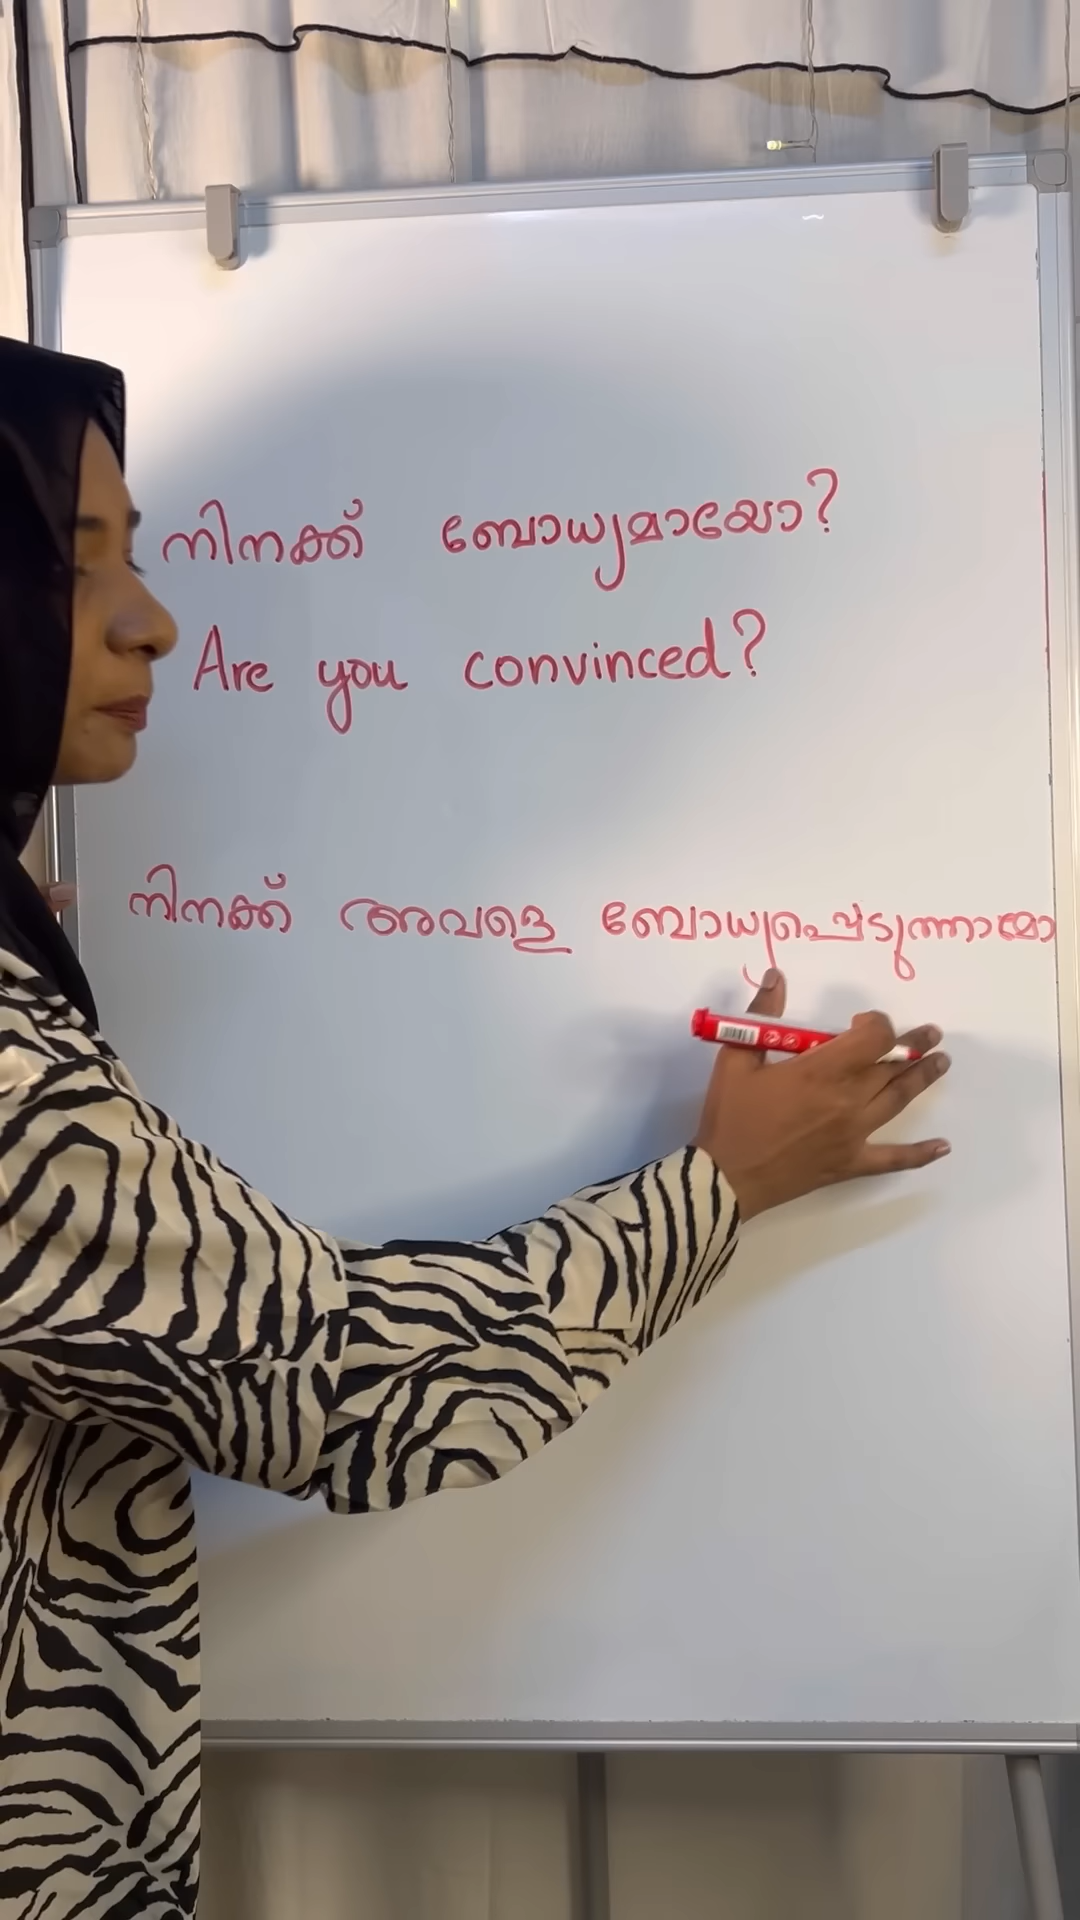 നിനക്ക് ബോധ്യമായോ?
Are you convinced?
നിനക്ക് അവളെ ബോധ്യപ്പെടുത്താമോ